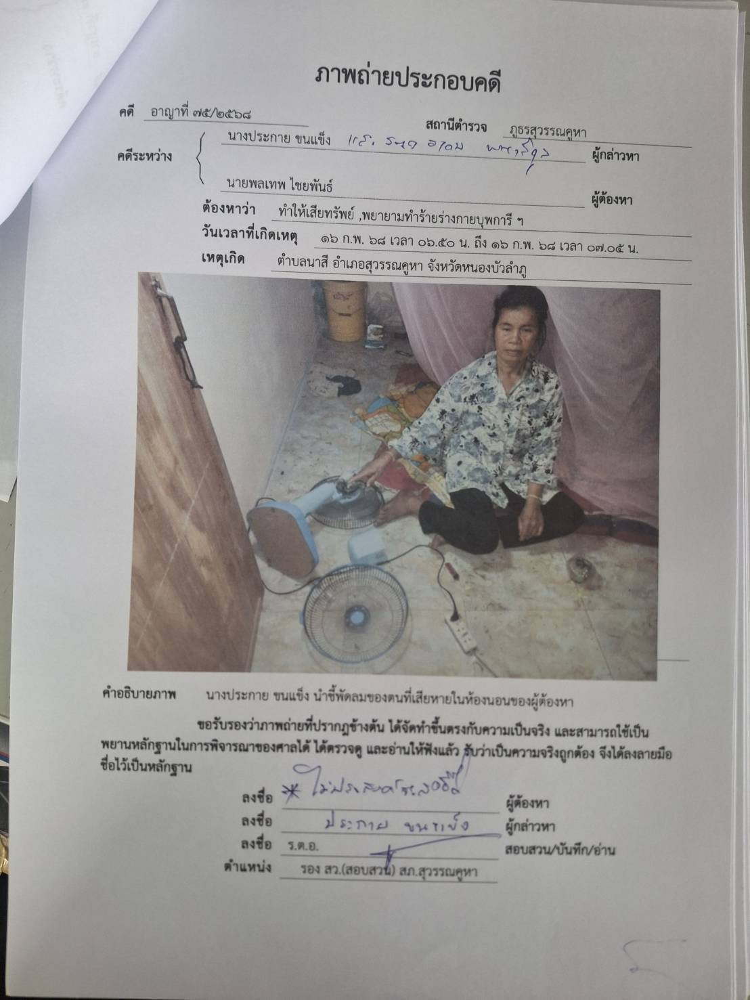 ภาพถ่ายประกอบคดี
คดี อาญาที่ ๗๕/๒๕๖๘ สถานีตำรวจ ภูธรสุวรรณคูหา
คดีระหว่าง นางประกาย ขนแข็ง ผู้กล่าวหา
นายพลเทพ ไชยพันธ์ ผู้ต้องหา
ต้องหาว่า ทำให้เสียทรัพย์ ,พยายามทำร้ายร่างกายบุพการี ฯ
วันเวลาที่เกิดเหตุ ๑๖ ก.พ. ๖๘ เวลา ๐๖.๕๐ น. ถึง ๑๖ ก.พ. ๖๘ เวลา ๐๗.๐๕ น.
เหตุเกิด ตำบลนาสี อำเภอสุวรรณคูหา จังหวัดหนองบัวลำภู
คำอธิบายภาพ นางประกาย ขนแข็ง นำชี้พัดลมของตนที่เสียหายในห้องนอนของผู้ต้องหา
ขอรับรองว่าภาพถ่ายที่ปรากฏข้างต้น ได้จัดทำขึ้นตรงกับความเป็นจริง และสามารถใช้เป็น
พยานหลักฐานในการพิจารณาของศาลได้ ได้ตรวจดู และอ่านให้ฟังแล้ว รับว่าเป็นความจริงถูกต้อง จึงได้ลงลายมือ
ชื่อไว้เป็นหลักฐาน
ลงชื่อ ผู้ต้องหา
ลงชื่อ ประกาย ขนแข็ง ผู้กล่าวหา
ลงชื่อ ร.ต.อ. สอบสวน/บันทึก/อ่าน
ตำแหน่ง รอง สว.(สอบสวน) สภ.สุวรรณคูหา